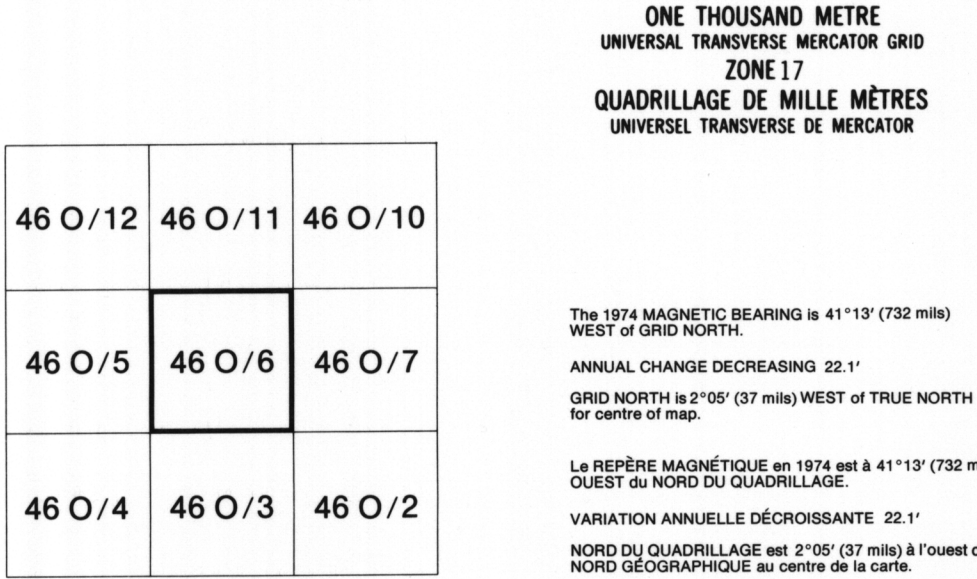 ONE THOUSAND METRE
UNIVERSAL TRANSVERSE MERCATOR GRID
ZONE 17
QUADRILLAGE DE MILLE MÈTRES
UNIVERSEL TRANSVERSE DE MERCATOR
46 O/12 46 O/11 46 O/10
46 O/5 46 O/6 46 O/7
46 O/4 46 O/3 46 O/2
The 1974 MAGNETIC BEARING is 41°13′ (732 mils)
WEST of GRID NORTH.
ANNUAL CHANGE DECREASING 22.1′
GRID NORTH is 2°05′ (37 mils) WEST of TRUE NORTH
for centre of map.
Le REPÈRE MAGNÉTIQUE en 1974 est à 41°13′ (732
OUEST du NORD DU QUADRILLAGE.
VARIATION ANNUELLE DÉCROISSANTE 22.1′
NORD DU QUADRILLAGE est 2°05′ (37 mils) à l'ouest
NORD GÉOGRAPHIQUE au centre de la carte.